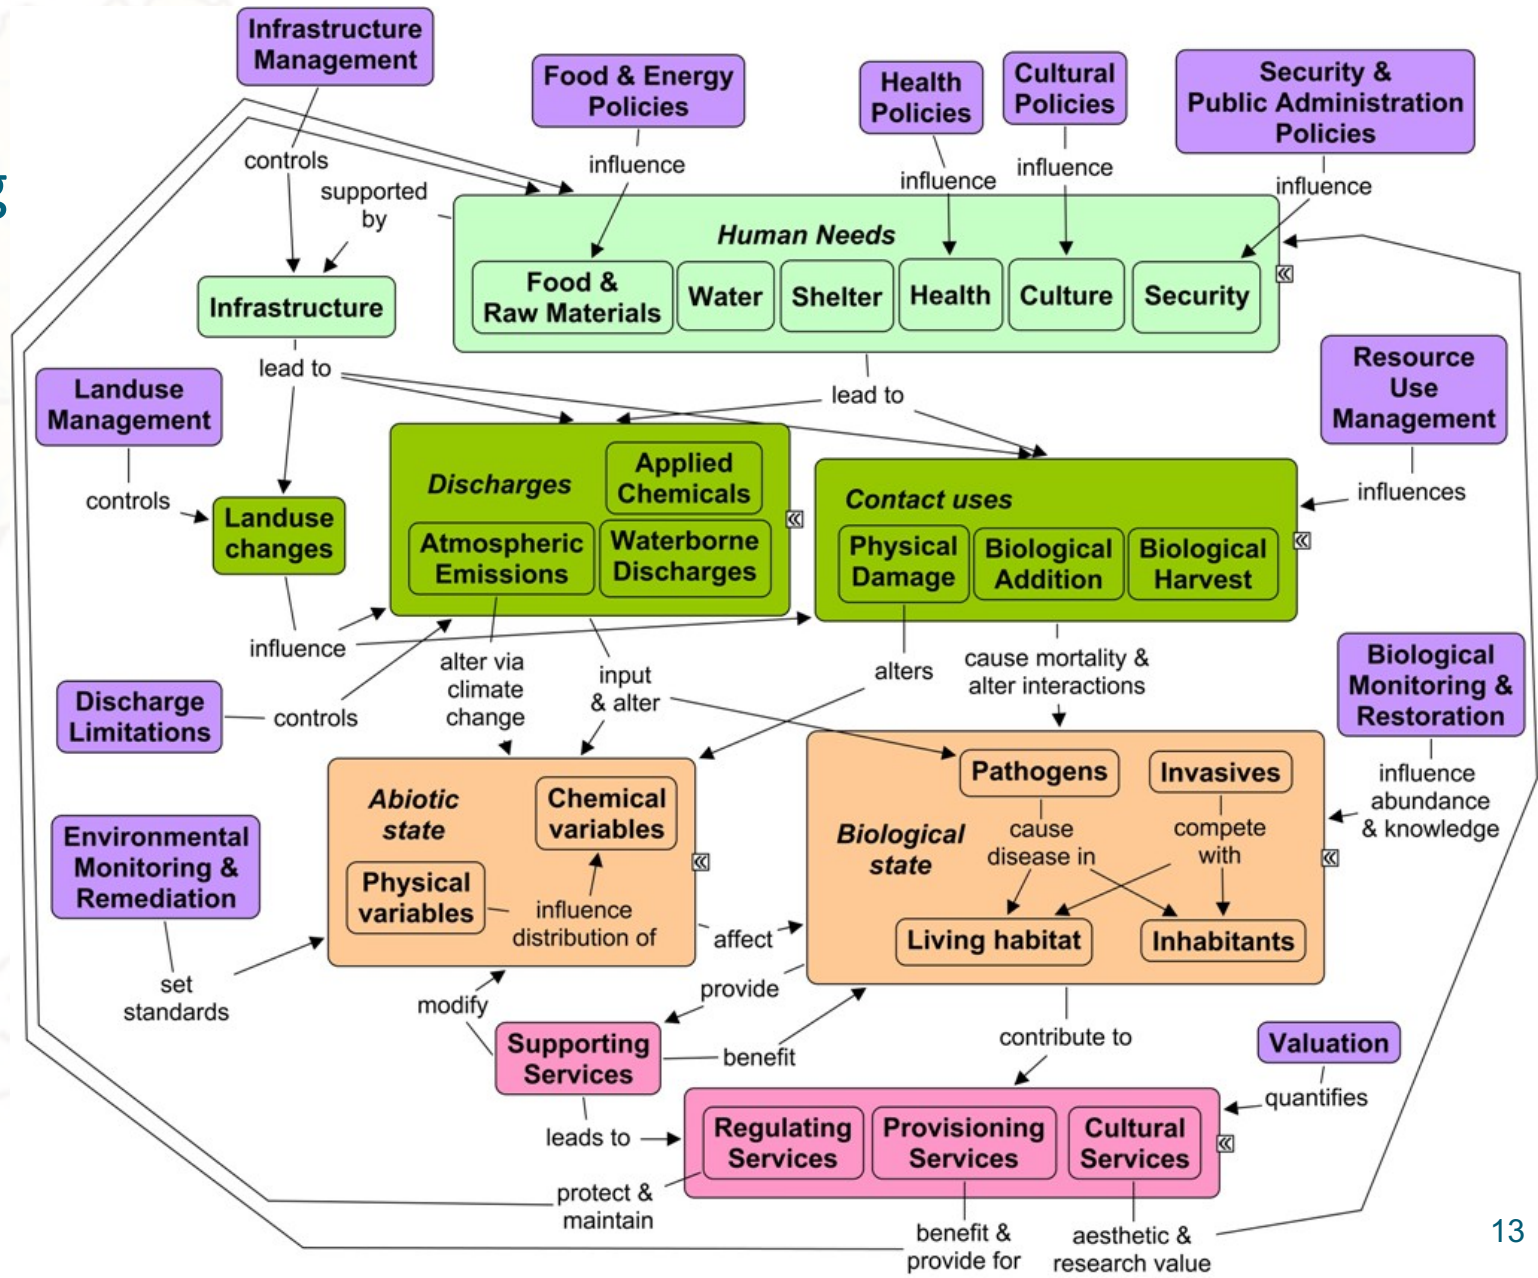 Infrastructure
Management
Food & Energy
Policies
Health
Policies
Cultural
Policies
Security &
Public Administration
Policies
controls
influence
influence
influence
influence
supported
by
g
Human Needs
Food &
Raw Materials
Water
Shelter
Health
Culture
Security
Infrastructure
lead to
lead to
Landuse
Management
Resource
Use
Management
controls
influences
Landuse
changes
Discharges
Applied
Chemicals
Atmospheric
Emissions
Waterborne
Discharges
Contact uses
Physical
Damage
Biological
Addition
Biological
Harvest
influence
alter via
climate
change
input
& alter
alters
cause mortality &
alter interactions
Biological
Monitoring &
Restoration
Discharge
Limitations
controls
influence
abundance
& knowledge
Abiotic
state
Chemical
variables
Physical
variables
influence
distribution of
Pathogens
Invasives
Biological
state
cause
disease in
compete
with
Living habitat
Inhabitants
Environmental
Monitoring &
Remediation
set
standards
affect
provide
modify
Supporting
Services
benefit
contribute to
Valuation
quantifies
leads to
Regulating
Services
Provisioning
Services
Cultural
Services
protect &
maintain
benefit &
provide for
aesthetic &
research value
13